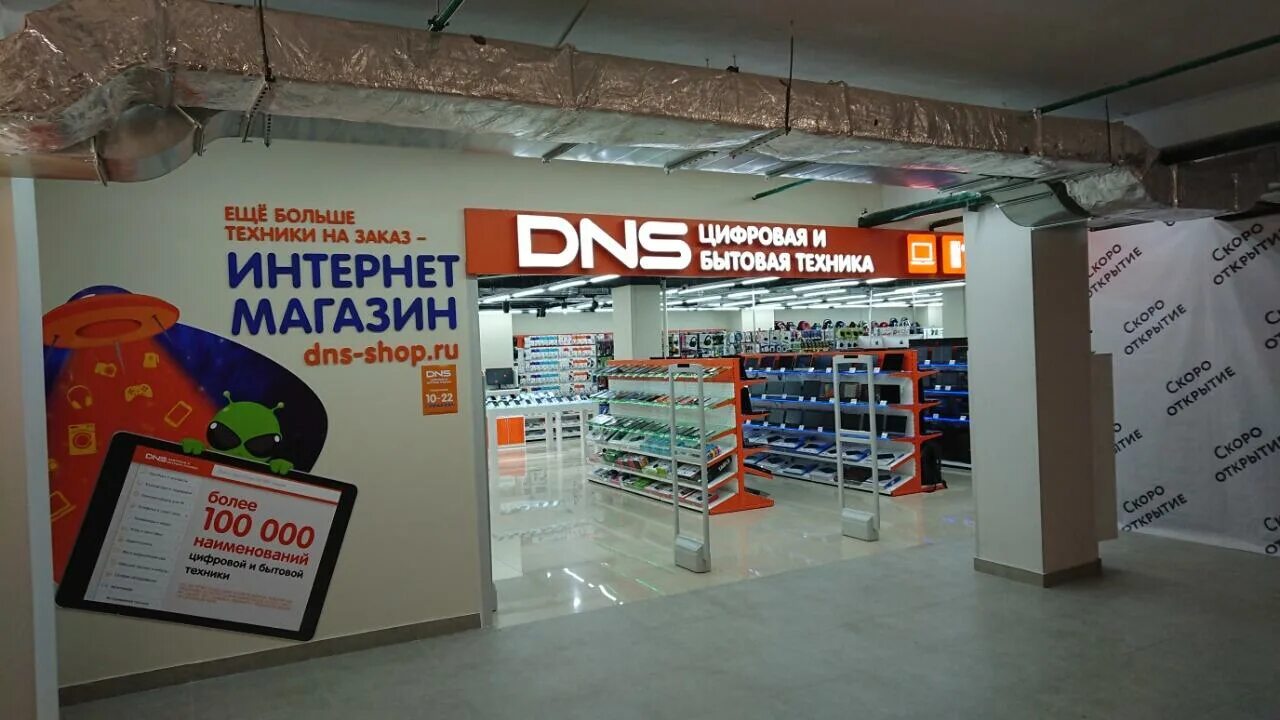 ЕЩЁ БОЛЬШЕ
ТЕХНИКИ НА ЗАКАЗ –
ИНТЕРНЕТ
МАГАЗИН
dns-shop.ru
DNS
10-22
DNS
более
100 000
наименований
цифровой и бытовой
техники
DNS
ЦИФРОВАЯ И
БЫТОВАЯ ТЕХНИКА
СКОРО
ОТКРЫТИЕ
СКОРО
ОТКРЫТИЕ
СКОРО
ОТКРЫТИЕ
СКОРО
ОТКРЫТИЕ
СКОРО
ОТКРЫТИЕ
СКОРО
ОТКРЫТИЕ